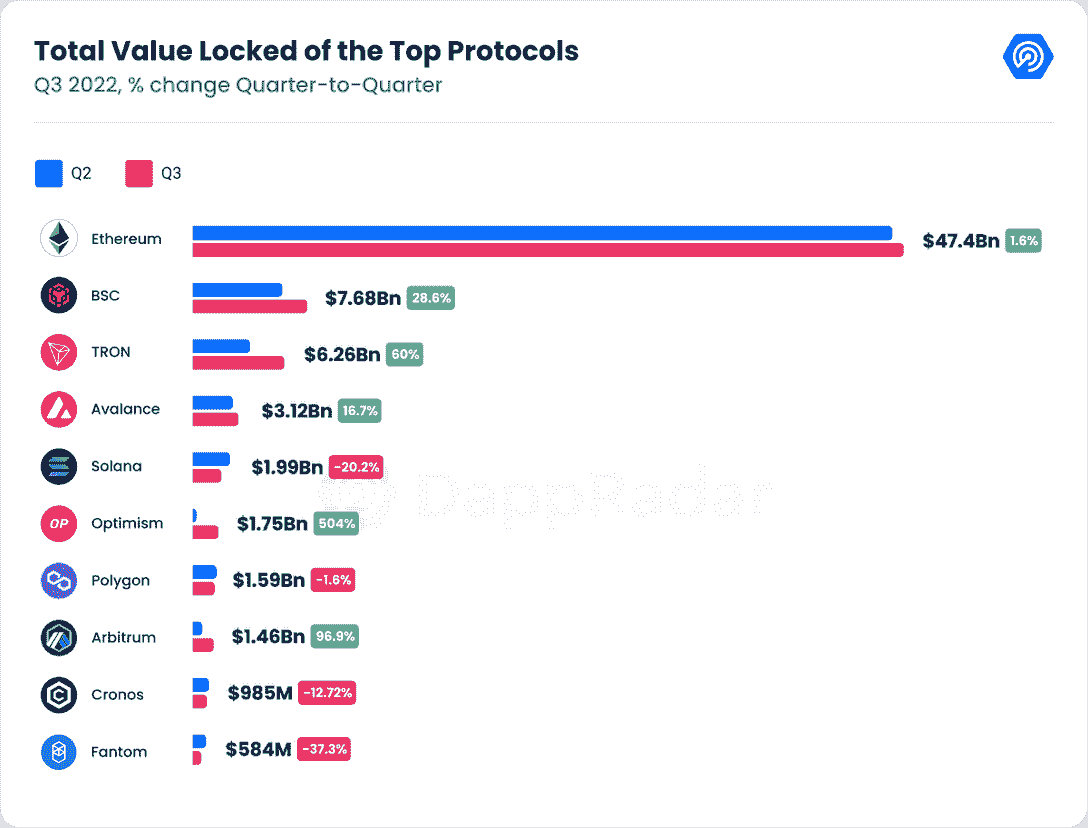 Total Value Locked of the Top Protocols
Q3 2022, % change Quarter-to-Quarter
Q2 Q3
Ethereum $47.4Bn 1.6%
BSC $7.68Bn 28.6%
TRON $6.26Bn 60%
Avalance $3.12Bn 16.7%
Solana $1.99Bn -20.2%
DappRadar
OP Optimism $1.75Bn 504%
Polygon $1.59Bn -1.6%
Arbitrum $1.46Bn 96.9%
Cronos $985M -12.72%
Fantom $584M -37.3%